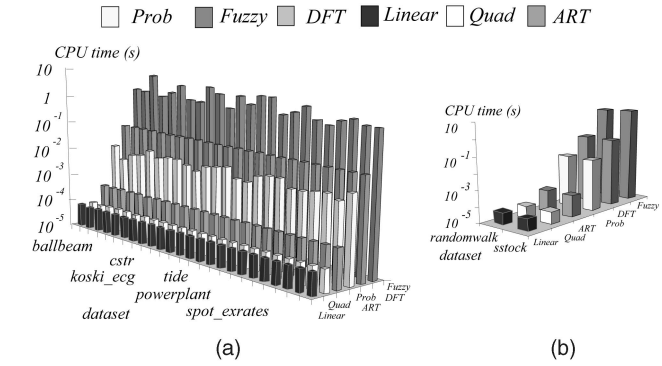 Prob Fuzzy DFT Linear Quad ART
CPU time (s)
10
1
10^-1
10^-2
10^-3
10^-4
10^-5
ballbeam
cstr
koski_ecg
tide
powerplant
dataset
spot_exrates
Fuzzy
DFT
Prob
ART
Quad
Linear
(a)
CPU time (s)
10
10^-1
10^-3
10^-5
randomwalk
sstock
dataset
Linear
Quad
ART
Prob
DFT
Fuzzy
(b)